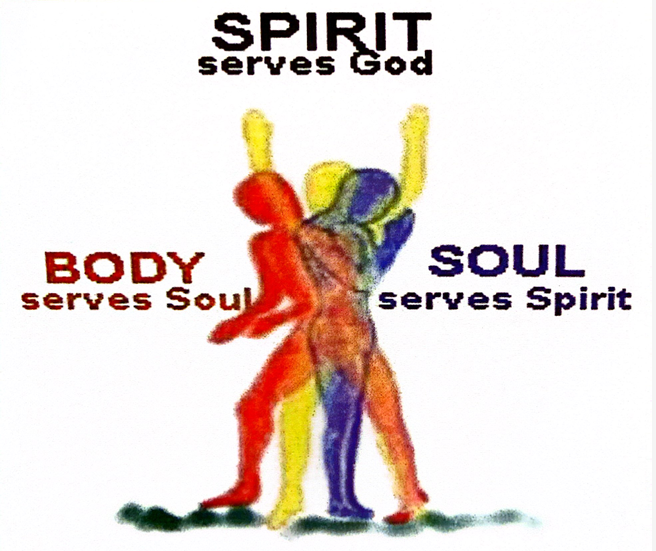 SPIRIT
serves God
BODY
serves Soul
SOUL
serves Spirit